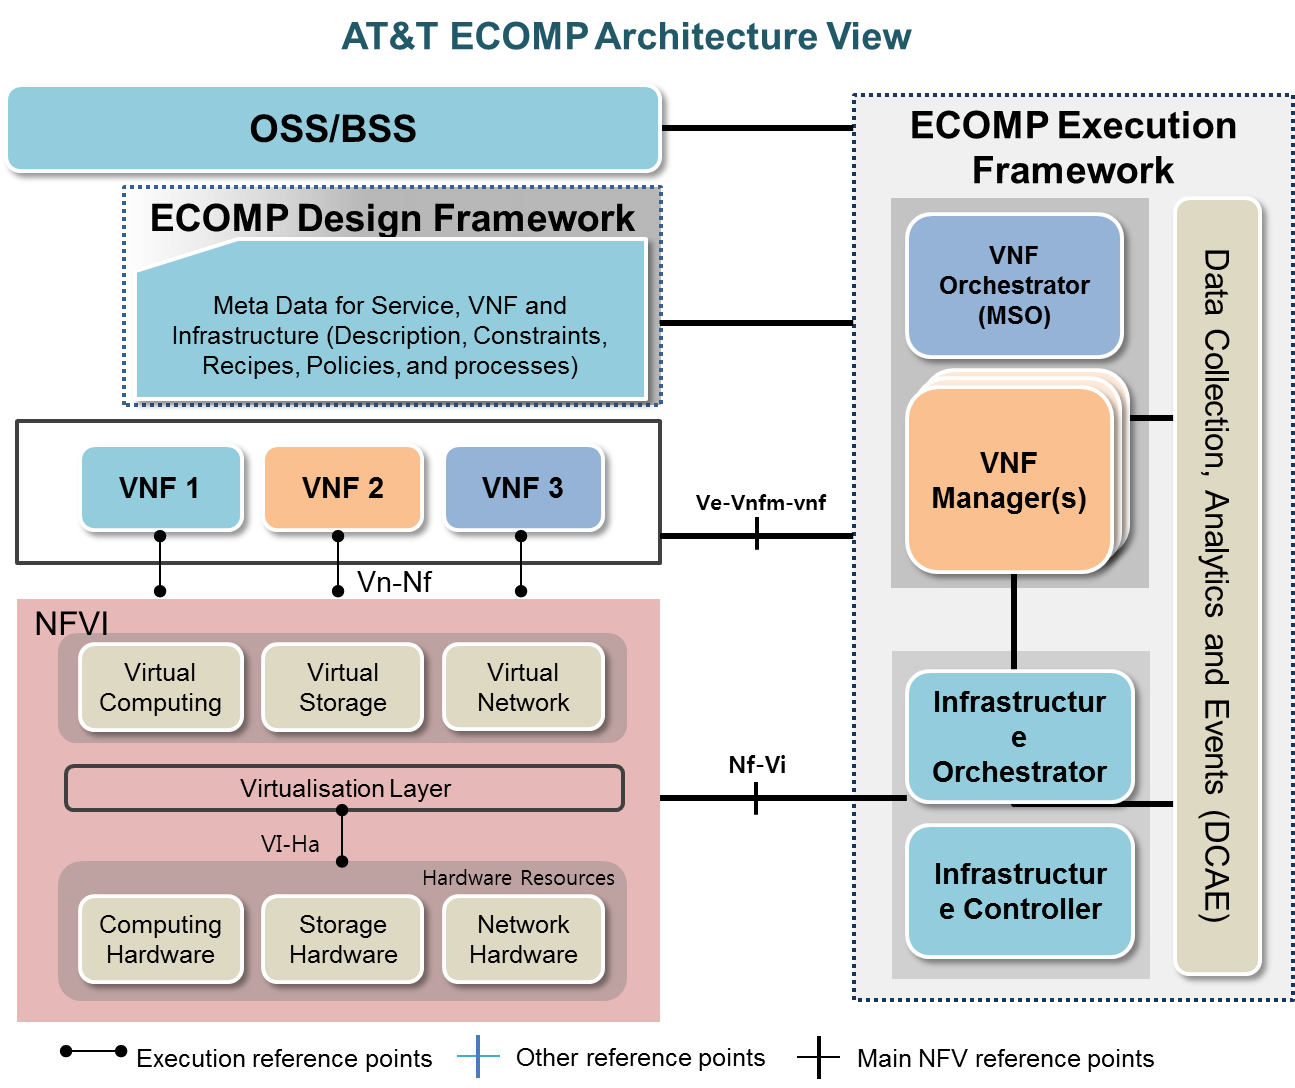 AT&T ECOMP Architecture View
OSS/BSS
ECOMP Design Framework
Meta Data for Service, VNF and
Infrastructure (Description, Constraints,
Recipes, Policies, and processes)
VNF 1
VNF 2
VNF 3
Vn-Nf
NFVI
Virtual
Computing
Virtual
Storage
Virtual
Network
Virtualisation Layer
VI-Ha
Hardware Resources
Computing
Hardware
Storage
Hardware
Network
Hardware
Ve-Vnfm-vnf
Nf-Vi
ECOMP Execution
Framework
VNF
Orchestrator
(MSO)
VNF
Manager(s)
Infrastructur
e
Orchestrator
Infrastructur
e Controller
Data Collection, Analytics and Events (DCAE)
Execution reference points
Other reference points
Main NFV reference points